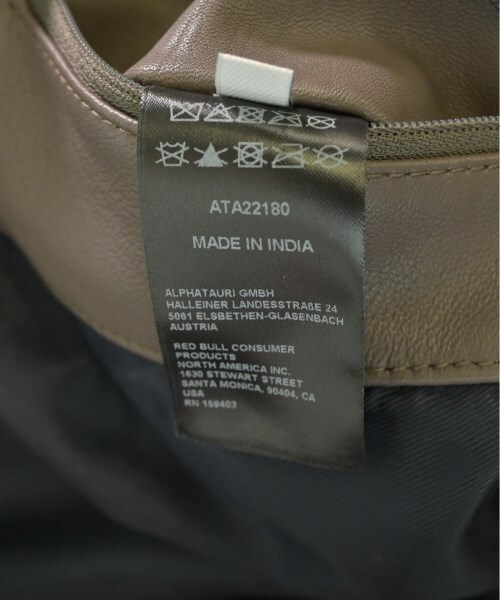 ATA22180
MADE IN INDIA
ALPHATAURI GMBH
HALLEINER LANDESSTRAßE 24
5061 ELSBETHEN-GLASENBACH
AUSTRIA
RED BULL CONSUMER
PRODUCTS
NORTH AMERICA INC.
1630 STEWART STREET
SANTA MONICA, 90404, CA
USA
RN 159403